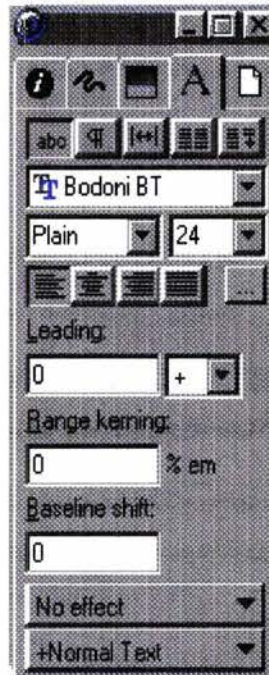 A
abc ¶
Bodoni BT
Plain 24
...
Leading:
0 +
Range kerning:
0 % em
Baseline shift:
0
No effect
+Normal Text